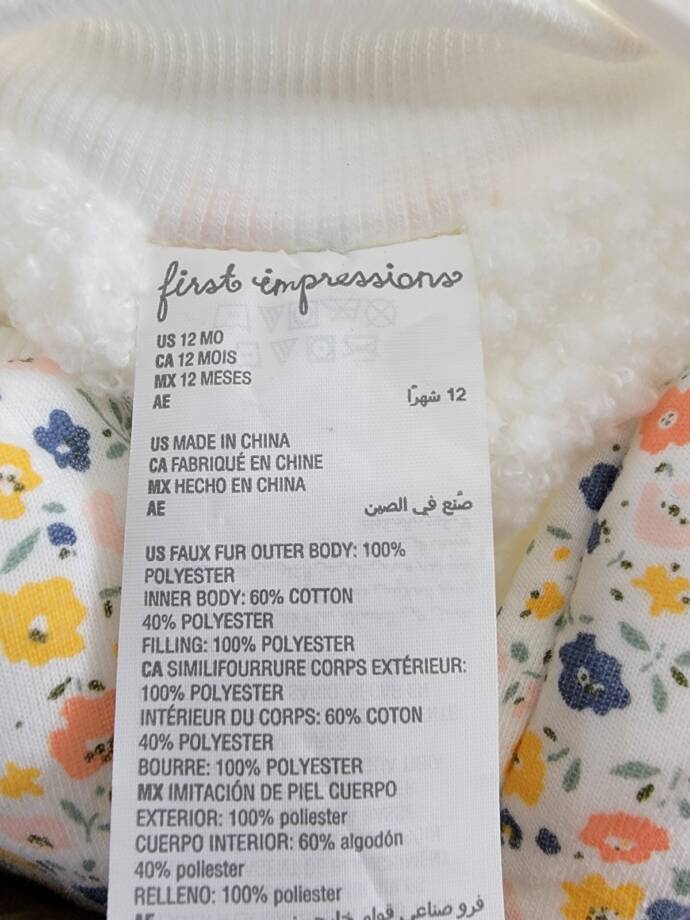 first impressions
US 12 MO
CA 12 MOIS
MX 12 MESES
AE 12 شهرًا
US MADE IN CHINA
CA FABRIQUÉ EN CHINE
MX HECHO EN CHINA
AE صُنع في الصين
US FAUX FUR OUTER BODY: 100%
POLYESTER
INNER BODY: 60% COTTON
40% POLYESTER
FILLING: 100% POLYESTER
CA SIMILIFOURRURE CORPS EXTÉRIEUR:
100% POLYESTER
INTÉRIEUR DU CORPS: 60% COTON
40% POLYESTER
BOURRE: 100% POLYESTER
MX IMITACIÓN DE PIEL CUERPO
EXTERIOR: 100% poliester
CUERPO INTERIOR: 60% algodón
40% poliester
RELLENO: 100% poliester
AE فرو صناعي